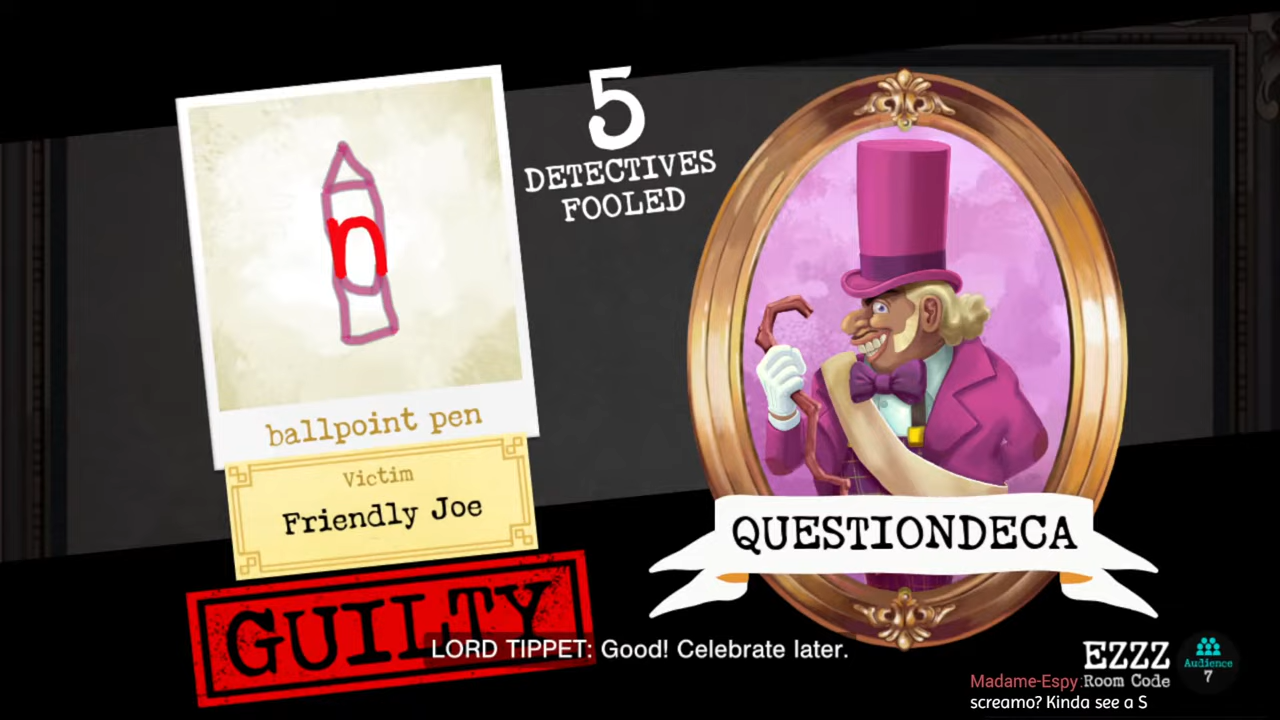 n
ballpoint pen
Victim
Friendly Joe
GUILTY
5
DETECTIVES
FOOLED
QUESTIONDECA
LORD TIPPET: Good! Celebrate later.
EZZZ
Room Code
Audience
7
Madame-Espy:
screamo? Kinda see a S